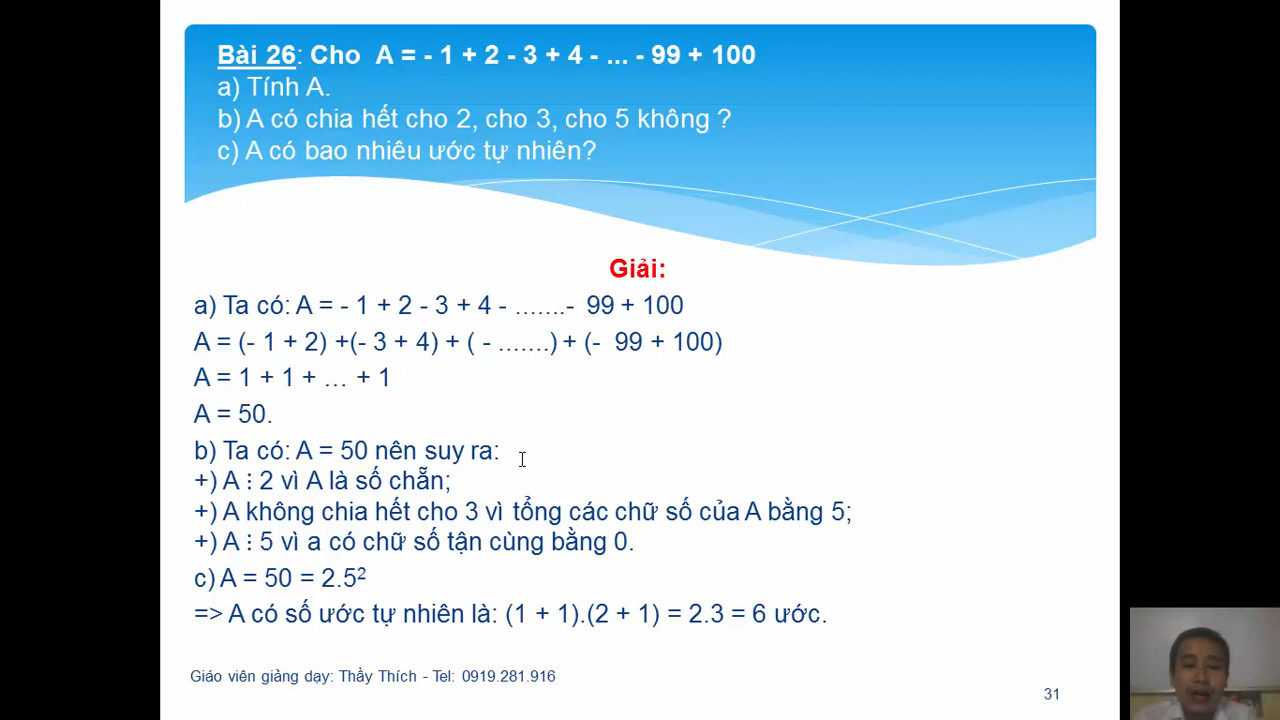 Bài 26: Cho A = - 1 + 2 - 3 + 4 - ... - 99 + 100
a) Tính A.
b) A có chia hết cho 2, cho 3, cho 5 không ?
c) A có bao nhiêu ước tự nhiên?
Giải:
a) Ta có: A = - 1 + 2 - 3 + 4 - …….- 99 + 100
A = (- 1 + 2) +(- 3 + 4) + ( - …….) + (- 99 + 100)
A = 1 + 1 + … + 1
A = 50.
b) Ta có: A = 50 nên suy ra:
+) A ⋮ 2 vì A là số chẵn;
+) A không chia hết cho 3 vì tổng các chữ số của A bằng 5;
+) A ⋮ 5 vì a có chữ số tận cùng bằng 0.
c) A = 50 = 2.5²
=> A có số ước tự nhiên là: (1 + 1).(2 + 1) = 2.3 = 6 ước.
Giáo viên giảng dạy: Thầy Thích - Tel: 0919.281.916
31